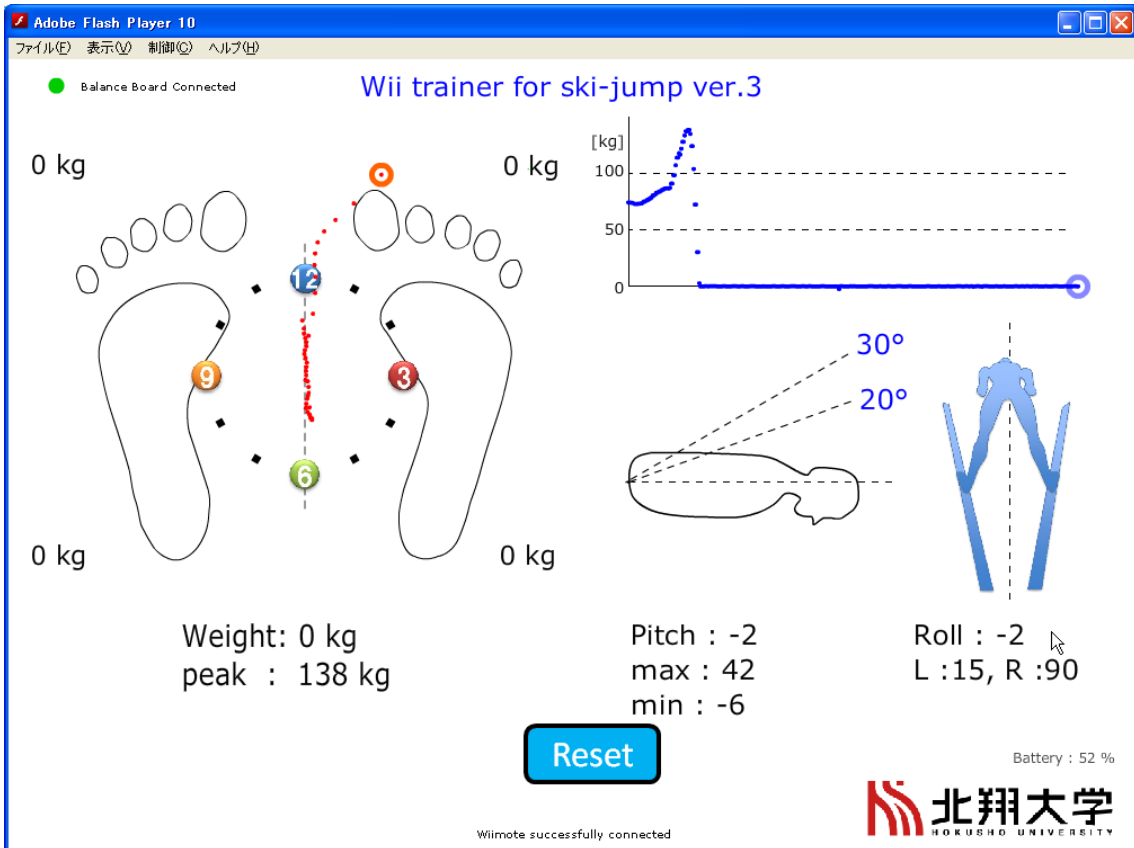 Adobe Flash Player 10
ファイル(F) 表示(V) 制御(C) ヘルプ(H)
Balance Board Connected
Wii trainer for ski-jump ver.3
0 kg
0 kg
[kg]
100
50
0
12
9
3
6
30°
20°
0 kg
0 kg
Weight: 0 kg
peak : 138 kg
Pitch : -2
max : 42
min : -6
Roll : -2
L :15, R :90
Reset
Battery : 52 %
北翔大学
HOKUSHO UNIVERSITY
Wiimote successfully connected